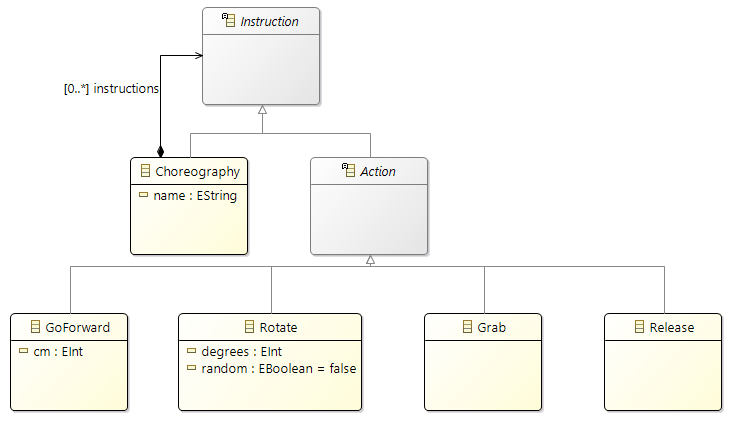 Instruction
[0..*] instructions
Choreography
name : EString
Action
GoForward
cm : EInt
Rotate
degrees : EInt
random : EBoolean = false
Grab
Release